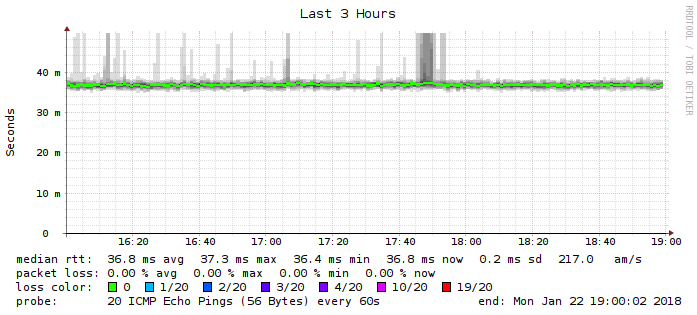 Last 3 Hours
RRDTOOL / TOBI OETIKER
Seconds
40 m
30 m
20 m
10 m
0
16:20 16:40 17:00 17:20 17:40 18:00 18:20 18:40 19:00
median rtt: 36.8 ms avg 37.3 ms max 36.4 ms min 36.8 ms now 0.2 ms sd 217.0 am/s
packet loss: 0.00 % avg 0.00 % max 0.00 % min 0.00 % now
loss color: 0 1/20 2/20 3/20 4/20 10/20 19/20
probe: 20 ICMP Echo Pings (56 Bytes) every 60s end: Mon Jan 22 19:00:02 2018